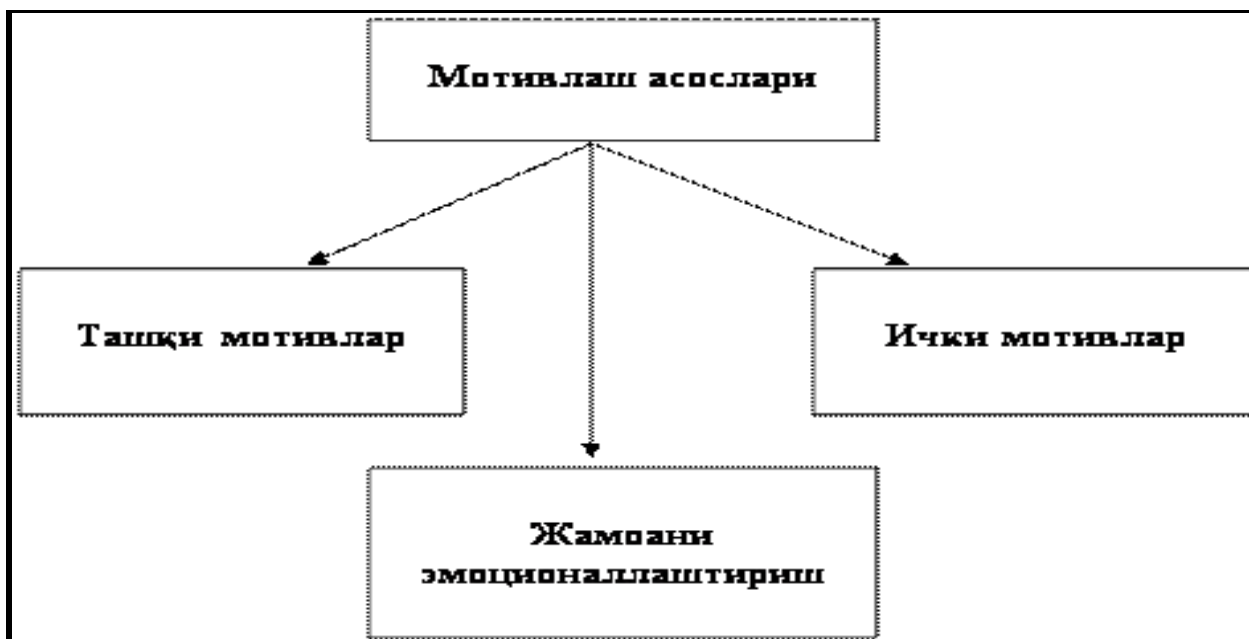 Мотивлаш асослари
Ташқи мотивлар
Ички мотивлар
Жамоани
эмоционаллаштириш